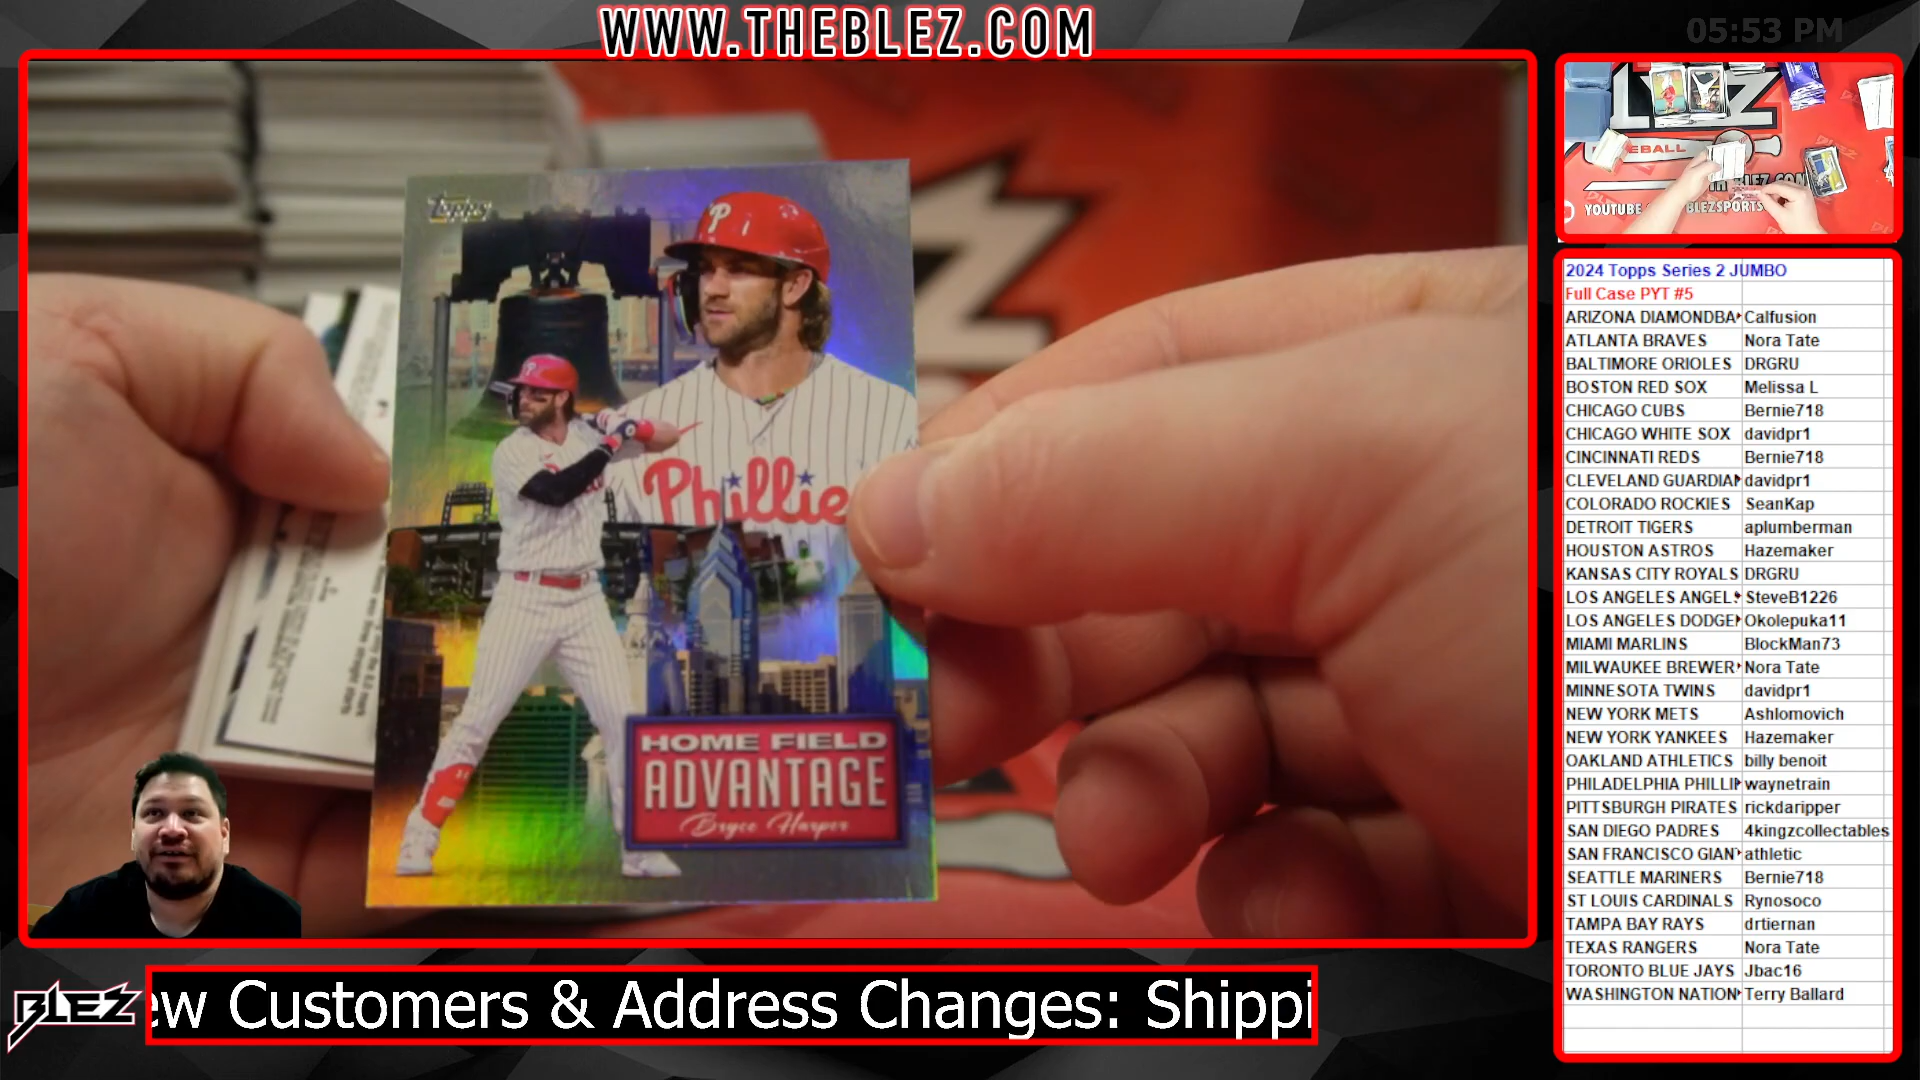 WWW.THEBLEZ.COM
05:53 PM
Topps
P
Phillie
HOME FIELD
ADVANTAGE
Bryce Harper
EBALL
YOUTUBE
BLEZSPORTS
2024 Topps Series 2 JUMBO
Full Case PYT #5
ARIZONA DIAMONDBA Calfusion
ATLANTA BRAVES Nora Tate
BALTIMORE ORIOLES DRGRU
BOSTON RED SOX Melissa L
CHICAGO CUBS Bernie718
CHICAGO WHITE SOX davidpr1
CINCINNATI REDS Bernie718
CLEVELAND GUARDIAN davidpr1
COLORADO ROCKIES SeanKap
DETROIT TIGERS aplumberman
HOUSTON ASTROS Hazemaker
KANSAS CITY ROYALS DRGRU
LOS ANGELES ANGELS SteveB1226
LOS ANGELES DODGE Okolepuka11
MIAMI MARLINS BlockMan73
MILWAUKEE BREWER Nora Tate
MINNESOTA TWINS davidpr1
NEW YORK METS Ashlomovich
NEW YORK YANKEES Hazemaker
OAKLAND ATHLETICS billy benoit
PHILADELPHIA PHILLI waynetrain
PITTSBURGH PIRATES rickdaripper
SAN DIEGO PADRES 4kingzcollectables
SAN FRANCISCO GIAN athletic
SEATTLE MARINERS Bernie718
ST LOUIS CARDINALS Rynosoco
TAMPA BAY RAYS drtiernan
TEXAS RANGERS Nora Tate
TORONTO BLUE JAYS Jbac16
WASHINGTON NATION Terry Ballard
BLEZ
ew Customers & Address Changes: Shippi